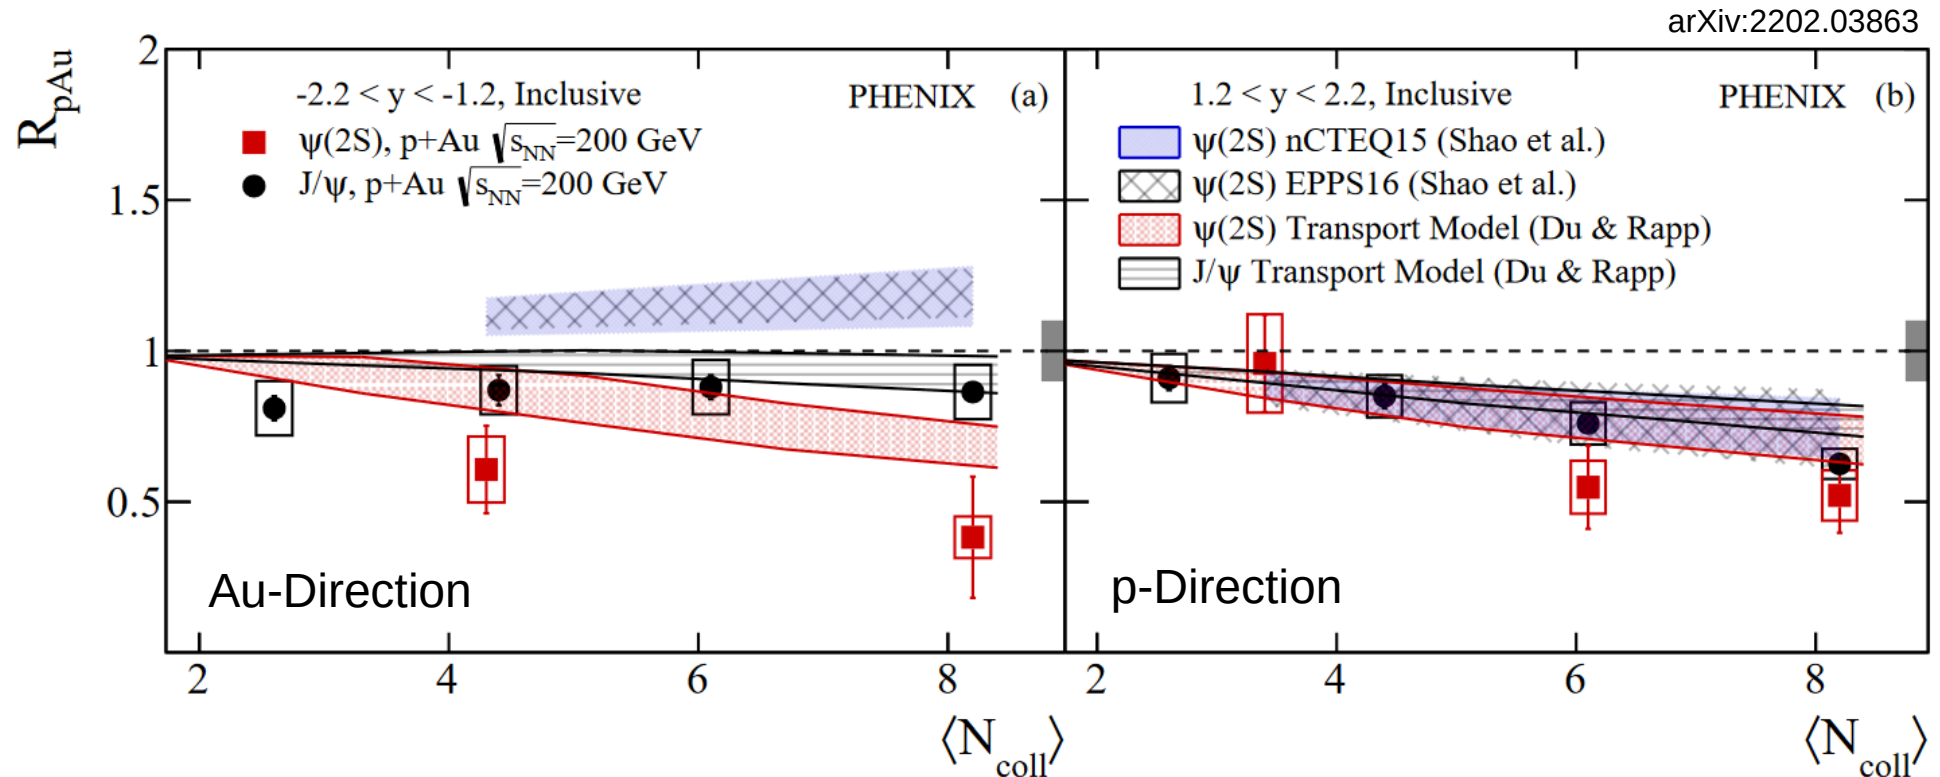 arXiv:2202.03863
R_pAu
2
1.5
1
0.5
-2.2 < y < -1.2, Inclusive
PHENIX (a)
ψ(2S), p+Au √s_NN=200 GeV
J/ψ, p+Au √s_NN=200 GeV
Au-Direction
2 4 6 8
⟨N_coll⟩
1.2 < y < 2.2, Inclusive
PHENIX (b)
ψ(2S) nCTEQ15 (Shao et al.)
ψ(2S) EPPS16 (Shao et al.)
ψ(2S) Transport Model (Du & Rapp)
J/ψ Transport Model (Du & Rapp)
p-Direction
2 4 6 8
⟨N_coll⟩